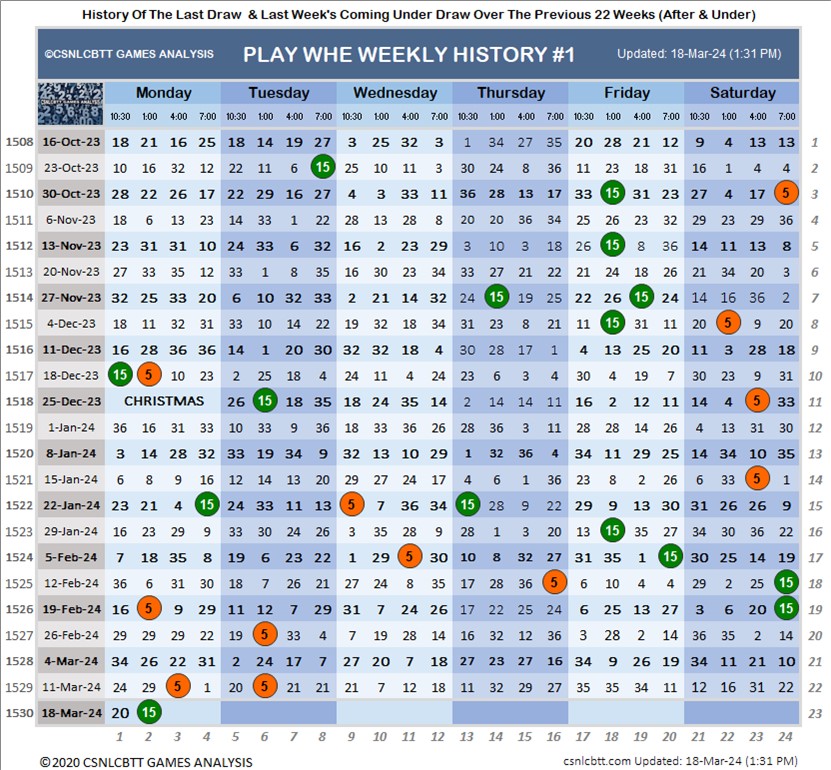 History Of The Last Draw & Last Week's Coming Under Draw Over The Previous 22 Weeks (After & Under)
©CSNLCBTT GAMES ANALYSIS PLAY WHE WEEKLY HISTORY #1 Updated: 18-Mar-24 (1:31 PM)
Monday Tuesday Wednesday Thursday Friday Saturday
10:30 1:00 4:00 7:00 10:30 1:00 4:00 7:00 10:30 1:00 4:00 7:00 10:30 1:00 4:00 7:00 10:30 1:00 4:00 7:00 10:30 1:00 4:00 7:00
1508 16-Oct-23 18 21 16 25 18 14 19 27 3 25 32 3 1 34 27 35 20 28 21 12 9 4 13 13 1
1509 23-Oct-23 10 16 32 12 22 11 6 15 25 10 11 3 30 24 8 36 11 23 18 31 16 1 4 4 2
1510 30-Oct-23 28 22 26 17 22 29 16 27 4 3 33 11 36 28 13 17 33 15 31 23 27 4 17 5 3
1511 6-Nov-23 18 6 13 23 14 33 1 22 28 13 28 8 20 20 36 34 25 26 23 32 29 23 29 36 4
1512 13-Nov-23 23 31 31 10 24 33 6 32 16 2 23 29 3 10 3 18 26 15 8 36 14 11 13 8 5
1513 20-Nov-23 27 33 35 12 33 1 8 35 16 30 23 34 33 27 21 22 21 24 18 26 21 34 20 3 6
1514 27-Nov-23 32 25 33 20 6 10 32 33 2 21 14 32 24 15 19 25 22 26 15 24 14 16 36 2 7
1515 4-Dec-23 18 11 31 31 33 10 14 22 19 32 18 34 31 23 8 21 11 15 31 11 20 5 9 20 8
1516 11-Dec-23 16 28 36 36 14 1 20 30 32 32 18 4 30 28 17 1 4 13 25 20 11 28 18 9
1517 18-Dec-23 15 5 10 23 2 25 18 4 24 11 4 24 23 6 3 4 30 4 19 7 30 23 9 31 10
1518 25-Dec-23 CHRISTMAS 26 15 18 35 18 24 35 14 2 14 14 11 16 2 11 28 14 4 5 33 11
1519 1-Jan-24 36 16 31 33 10 33 9 36 18 33 36 26 28 36 3 11 28 24 26 28 4 13 31 30 12
1520 8-Jan-24 3 14 28 32 33 19 34 9 32 13 10 29 1 32 36 4 34 11 29 25 14 34 10 35 13
1521 15-Jan-24 6 8 9 16 12 7 34 16 29 27 24 17 4 6 1 36 23 8 2 26 6 33 5 1 14
1522 22-Jan-24 23 21 4 15 24 33 11 13 5 7 36 34 15 28 9 22 29 9 13 30 31 26 26 9 15
1523 29-Jan-24 16 23 29 9 33 30 30 26 3 35 28 9 28 1 3 20 13 15 35 27 34 30 36 22 16
1524 5-Feb-24 7 18 35 8 19 6 23 22 1 29 5 30 10 8 32 27 31 35 1 20 30 25 14 19 17
1525 12-Feb-24 36 6 31 30 18 7 26 21 27 24 8 35 17 28 36 5 6 10 4 4 29 2 25 15 18
1526 19-Feb-24 16 5 9 29 11 12 7 29 31 7 24 26 17 22 25 24 6 25 13 27 3 6 20 15 19
1527 26-Feb-24 29 29 29 22 19 5 33 4 7 19 28 14 16 32 12 36 3 28 2 14 36 35 2 14 20
1528 4-Mar-24 34 26 22 31 2 24 17 7 27 20 7 18 27 23 27 16 34 9 26 19 34 11 21 10 21
1529 11-Mar-24 24 29 5 1 20 5 21 21 21 7 12 18 11 32 29 27 35 35 34 11 12 16 31 22 22
1530 18-Mar-24 20 15 23
1 2 3 4 5 6 7 8 9 10 11 12 13 14 15 16 17 18 19 20 21 22 23 24
©2020 CSNLCBTT GAMES ANALYSIS csnlcbtt.com Updated: 18-Mar-24 (1:31 PM)